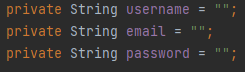 private String username = "";
private String email = "";
private String password = "";